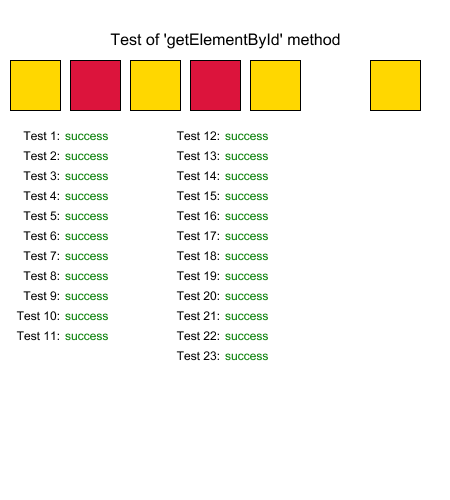 Test of 'getElementById' method
Test 1: success
Test 2: success
Test 3: success
Test 4: success
Test 5: success
Test 6: success
Test 7: success
Test 8: success
Test 9: success
Test 10: success
Test 11: success
Test 12: success
Test 13: success
Test 14: success
Test 15: success
Test 16: success
Test 17: success
Test 18: success
Test 19: success
Test 20: success
Test 21: success
Test 22: success
Test 23: success